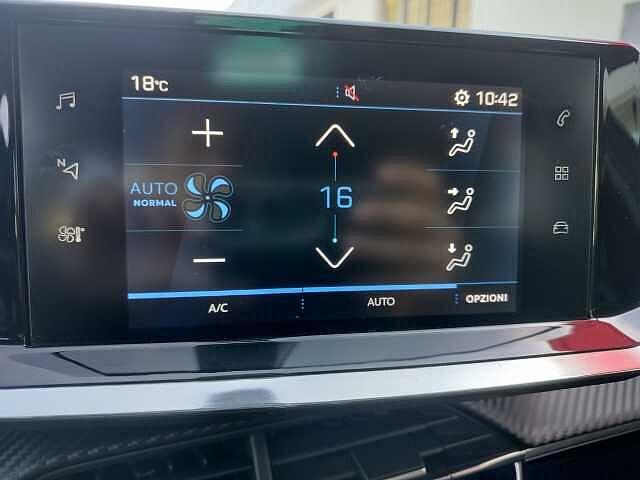 18°C
10:42
N
AUTO
NORMAL
16
A/C
AUTO
OPZIONI